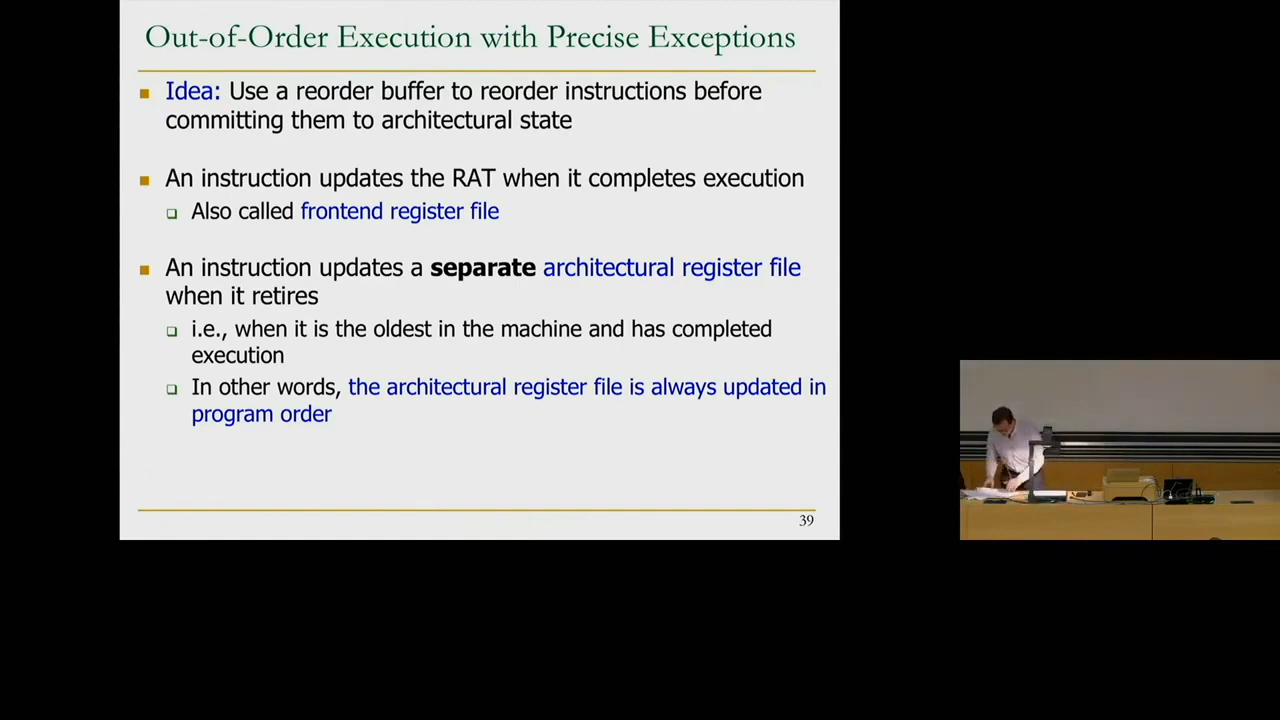 Out-of-Order Execution with Precise Exceptions
Idea: Use a reorder buffer to reorder instructions before
committing them to architectural state
An instruction updates the RAT when it completes execution
Also called frontend register file
An instruction updates a separate architectural register file
when it retires
i.e., when it is the oldest in the machine and has completed
execution
In other words, the architectural register file is always updated in
program order
39